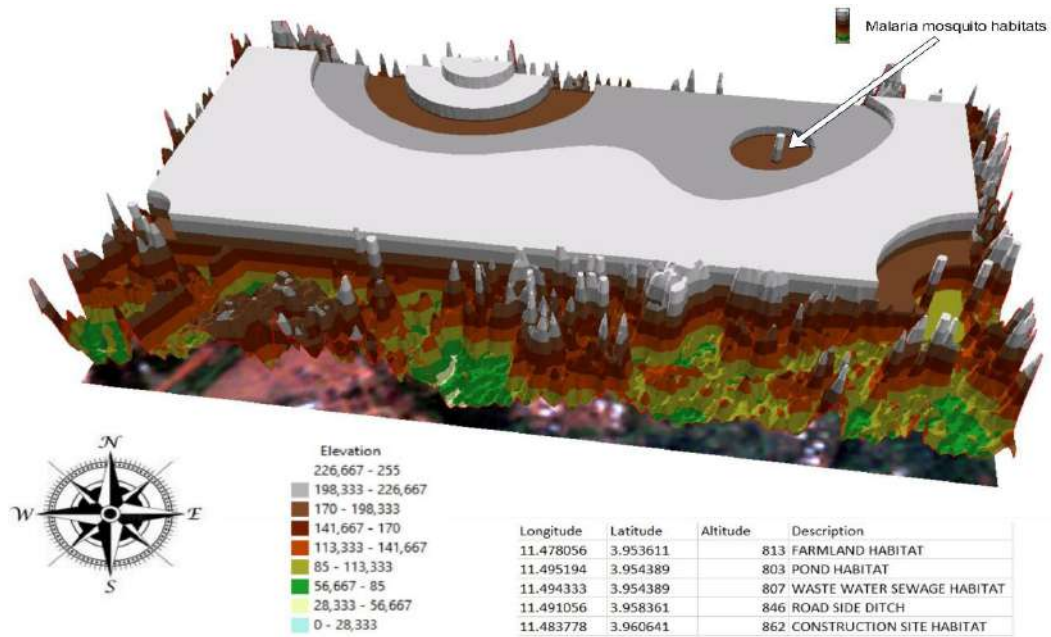 Malaria mosquito habitats
N
W
E
S
Elevation
226,667 - 255
198,333 - 226,667
170 - 198,333
141,667 - 170
113,333 - 141,667
85 - 113,333
56,667 - 85
28,333 - 56,667
0 - 28,333
Longitude Latitude Altitude Description
11.478056 3.953611 813 FARMLAND HABITAT
11.495194 3.954389 803 POND HABITAT
11.494333 3.954389 807 WASTE WATER SEWAGE HABITAT
11.491056 3.958361 846 ROAD SIDE DITCH
11.483778 3.960641 862 CONSTRUCTION SITE HABITAT